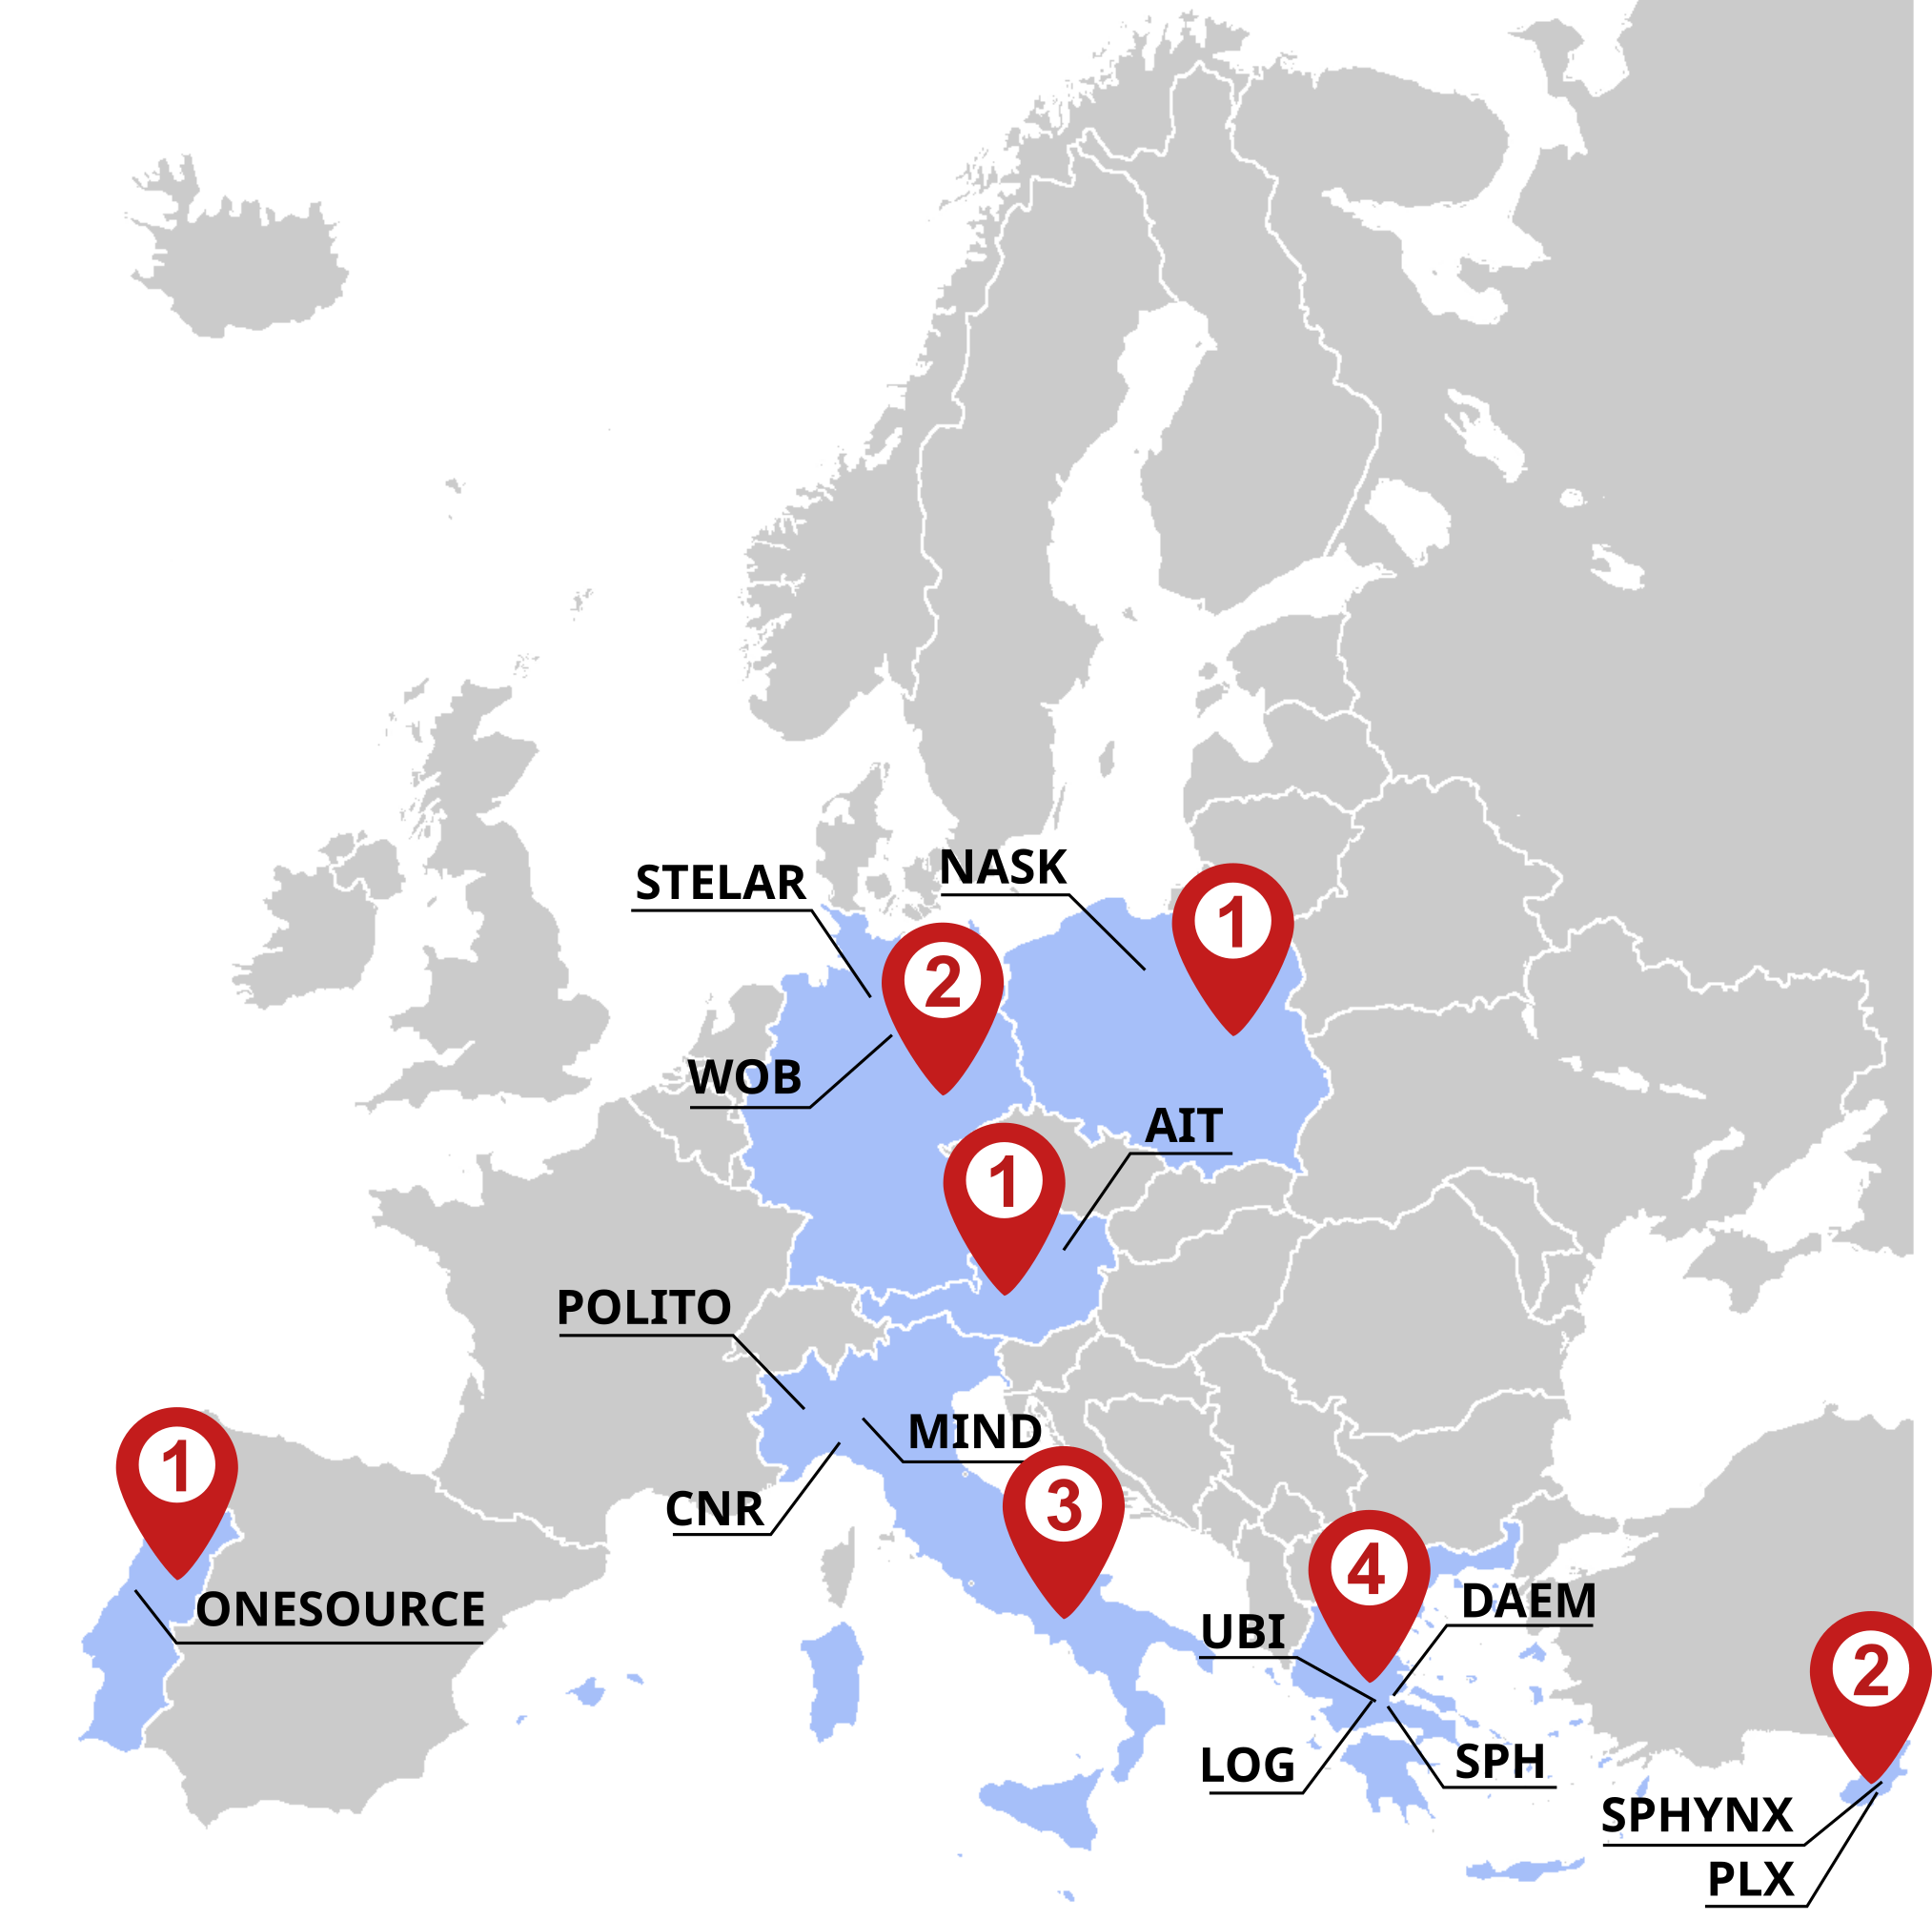 STELAR
NASK
1
2
WOB
AIT
1
POLITO
MIND
1
3
CNR
4
ONESOURCE
DAEM
UBI
2
LOG
SPH
SPHYNX
PLX